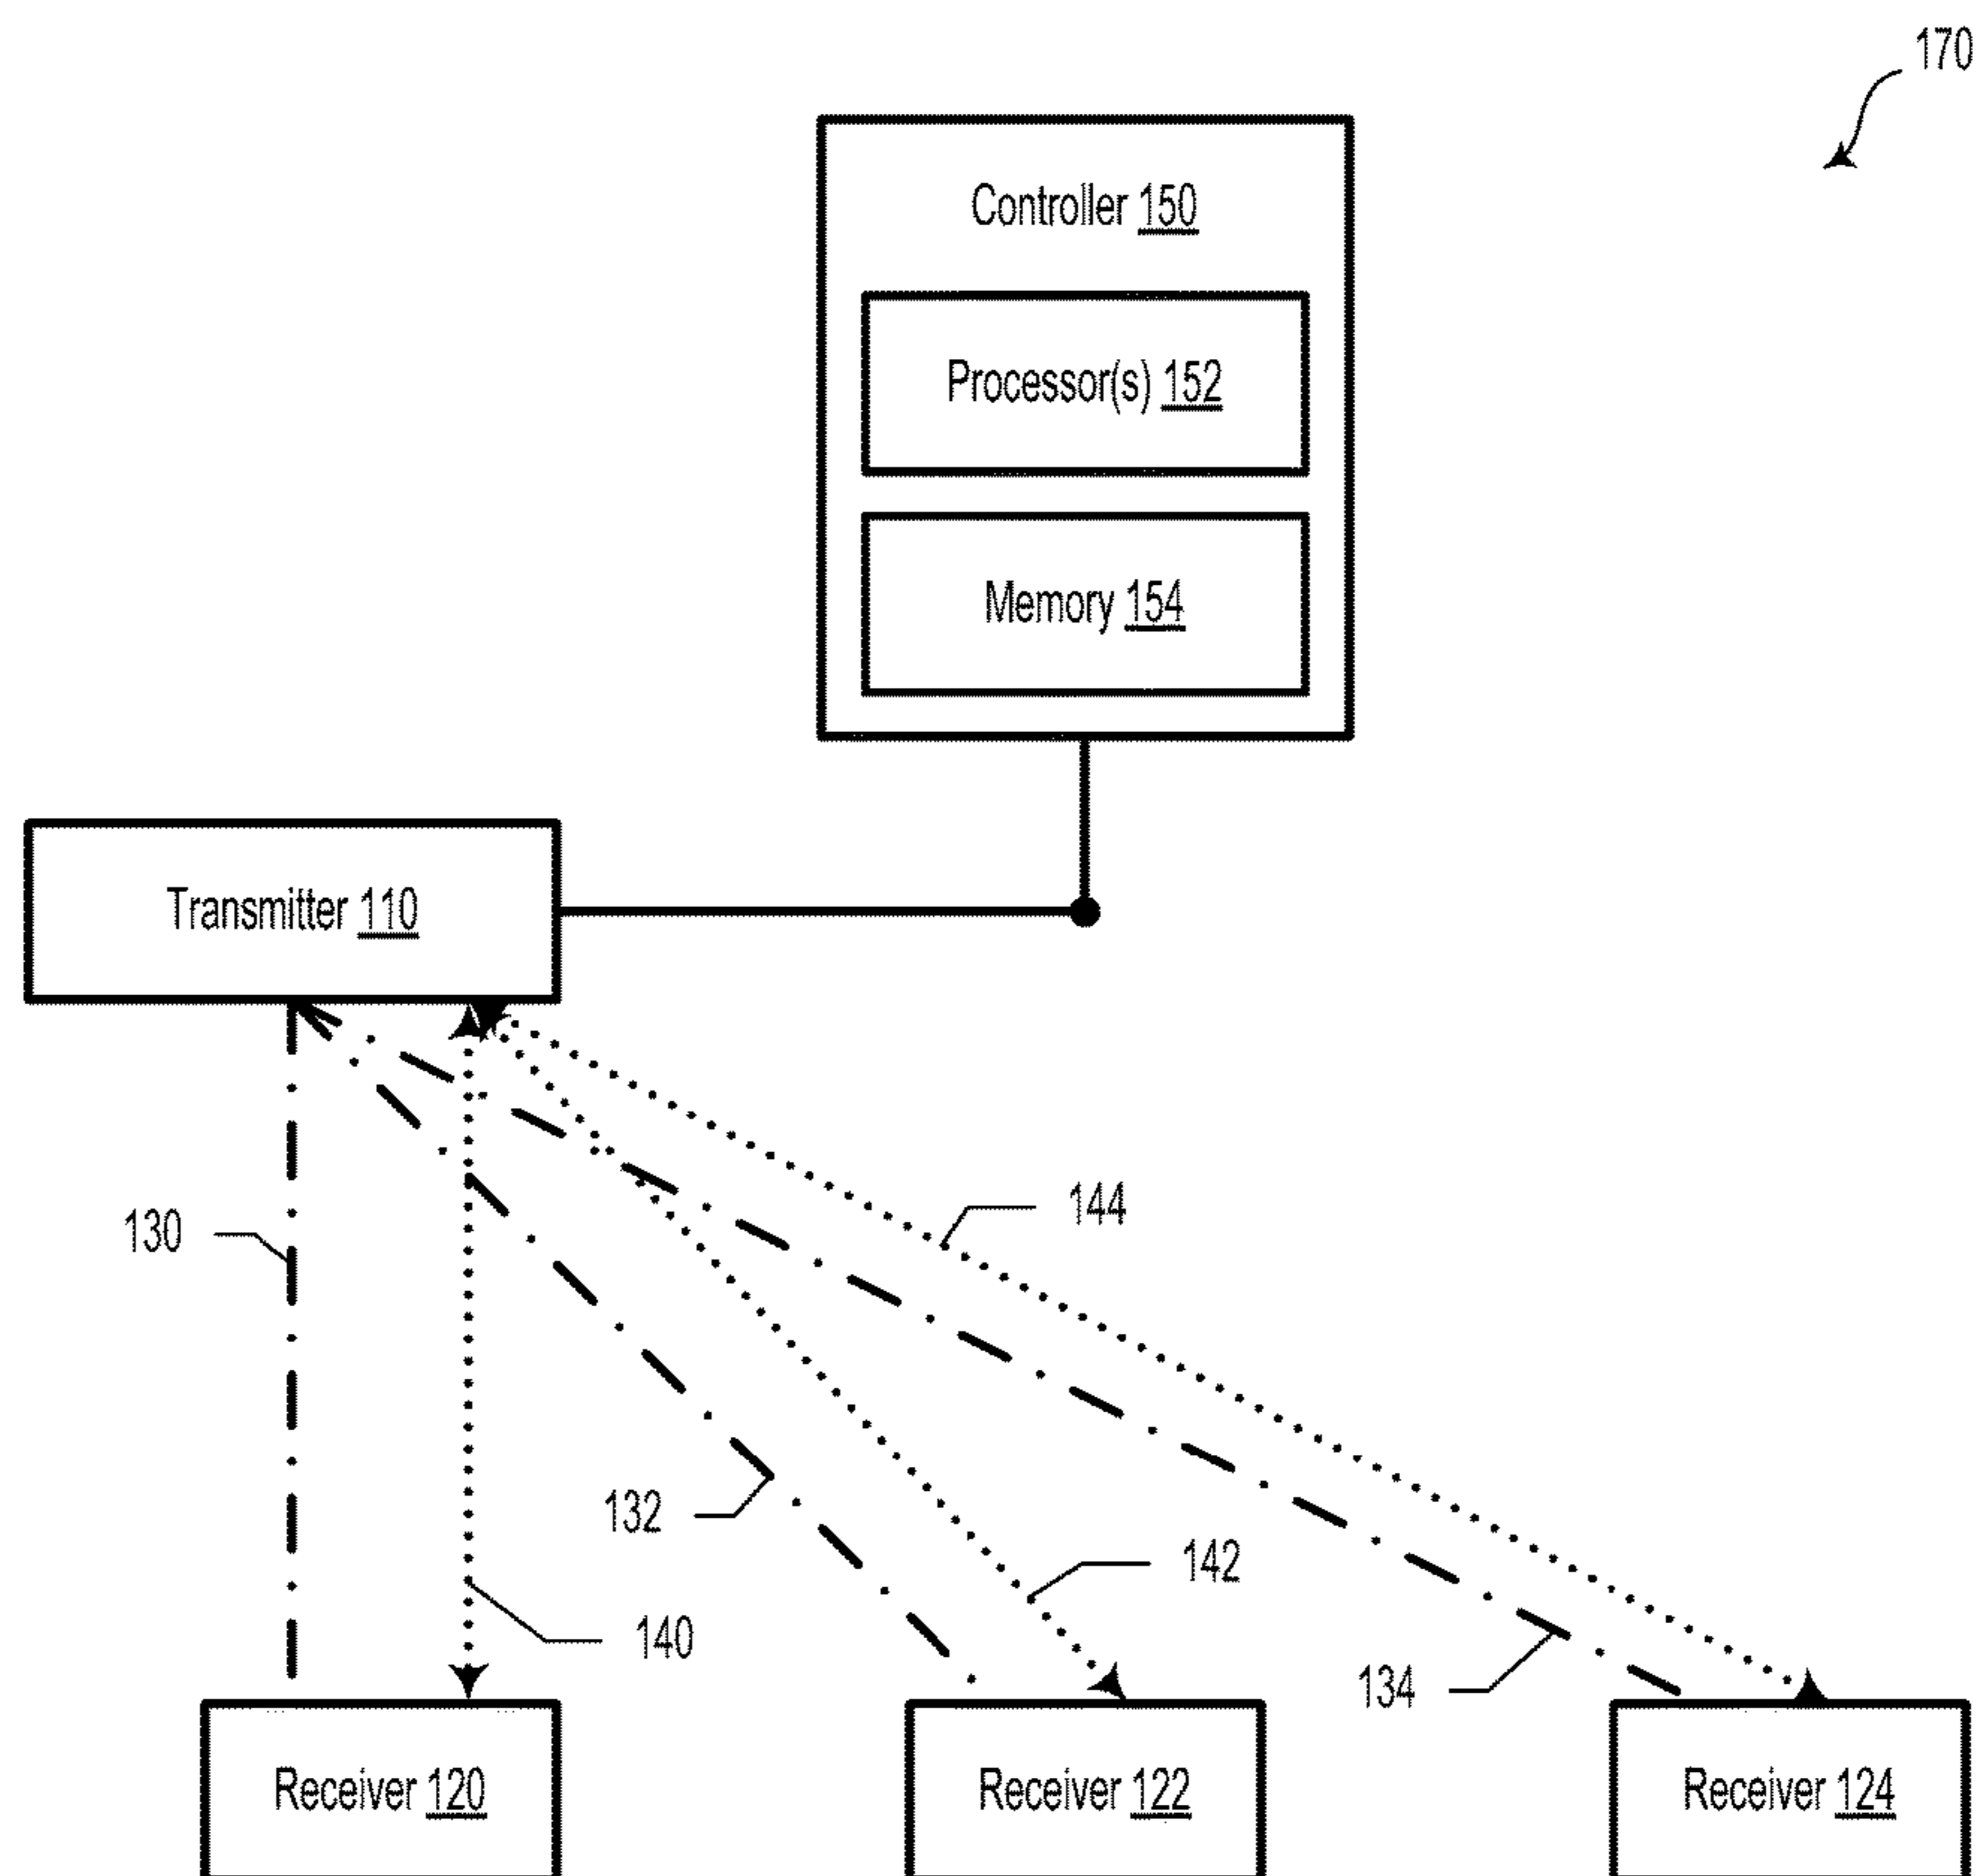 170
Controller 150
Processor(s) 152
Memory 154
Transmitter 110
144
130
132
142
140
134
Receiver 120
Receiver 122
Receiver 124